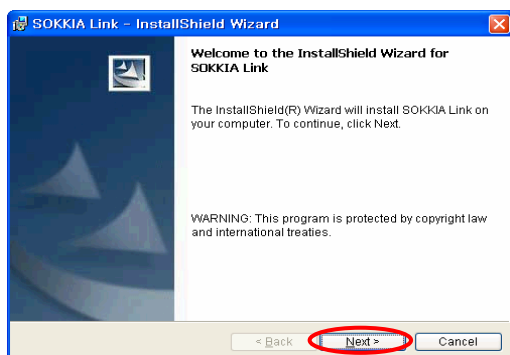 SOKKIA Link - InstallShield Wizard
Welcome to the InstallShield Wizard for
SOKKIA Link
The InstallShield(R) Wizard will install SOKKIA Link on
your computer. To continue, click Next.
WARNING: This program is protected by copyright law
and international treaties.
< Back Next > Cancel